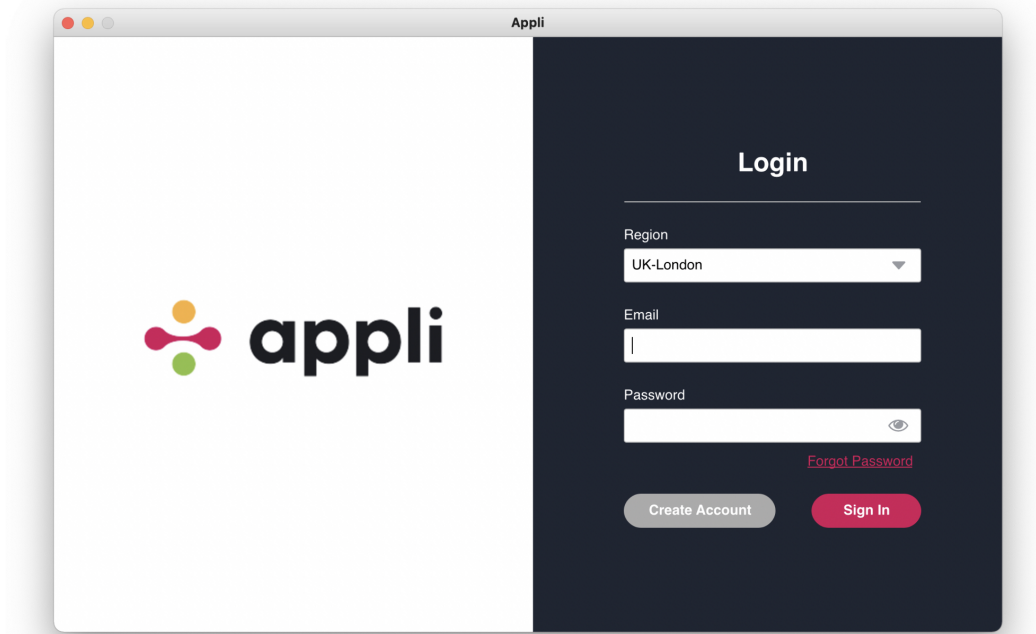 Appli
appli
Login
Region
UK-London
Email
Password
Forgot Password
Create Account
Sign In